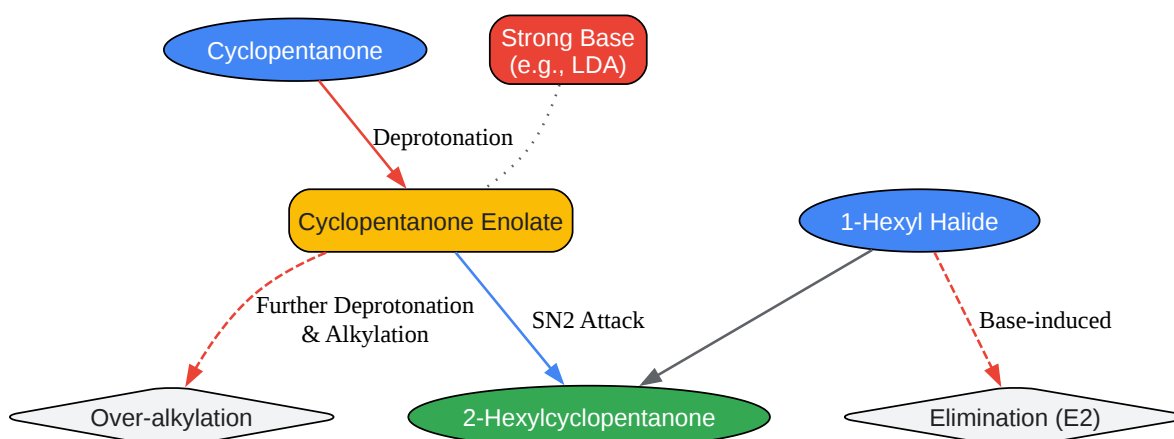 Cyclopentanone
Strong Base
(e.g., LDA)
Deprotonation
Cyclopentanone Enolate
1-Hexyl Halide
Further Deprotonation
& Alkylation
SN2 Attack
Base-induced
Over-alkylation
2-Hexylcyclopentanone
Elimination (E2)